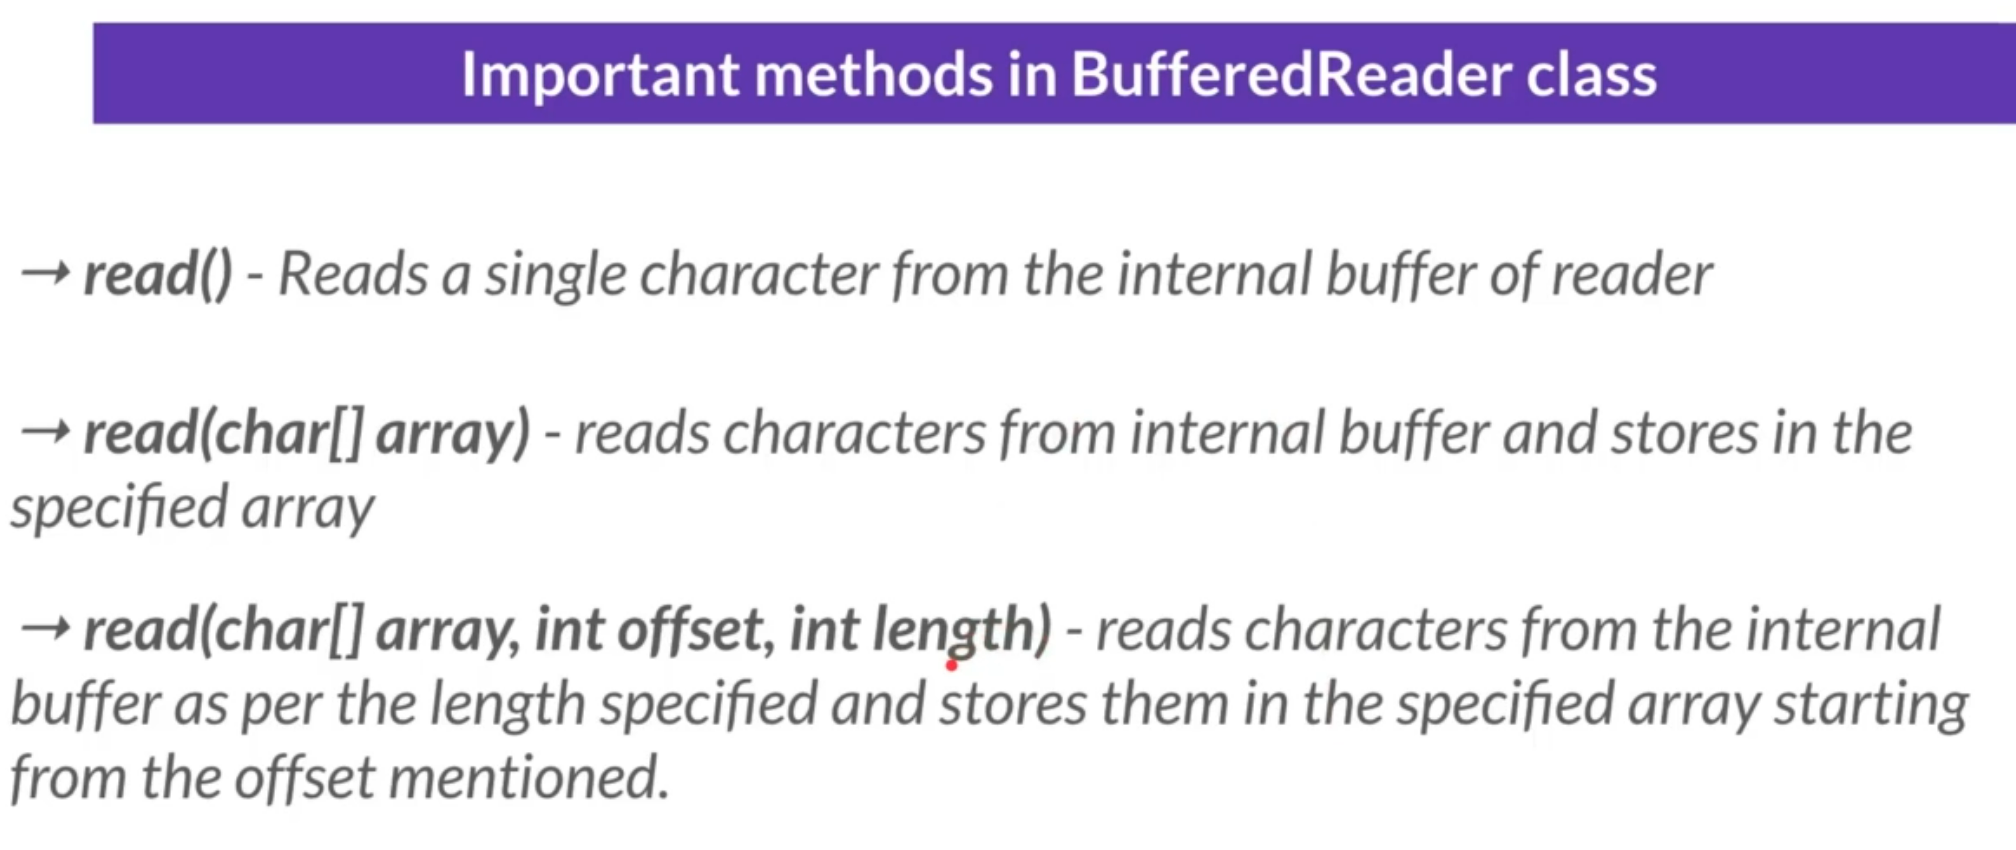 Important methods in BufferedReader class
→ read() - Reads a single character from the internal buffer of reader
→ read(char[] array) - reads characters from internal buffer and stores in the
specified array
→ read(char[] array, int offset, int length) - reads characters from the internal
buffer as per the length specified and stores them in the specified array starting
from the offset mentioned.